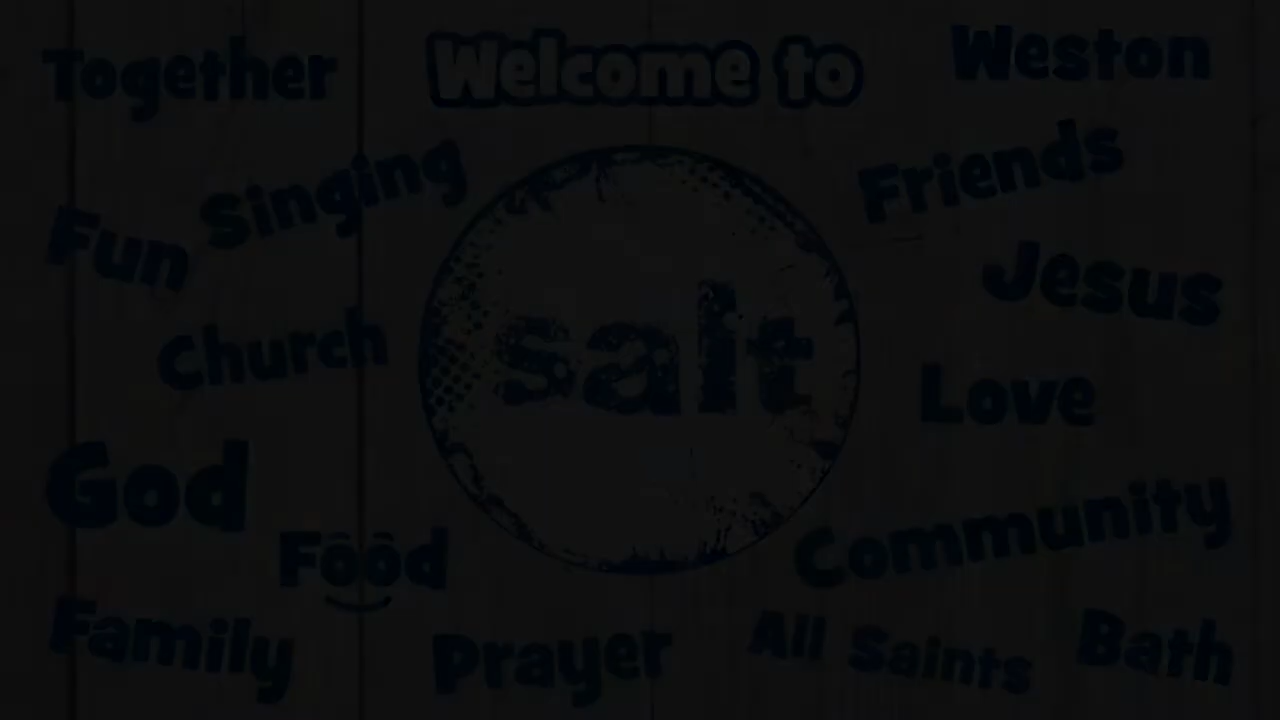 Together
Welcome to
Weston
Singing
Friends
Fun
Jesus
salt
Church
Love
God
Community
Food
Family
Prayer
All Saints
Bath